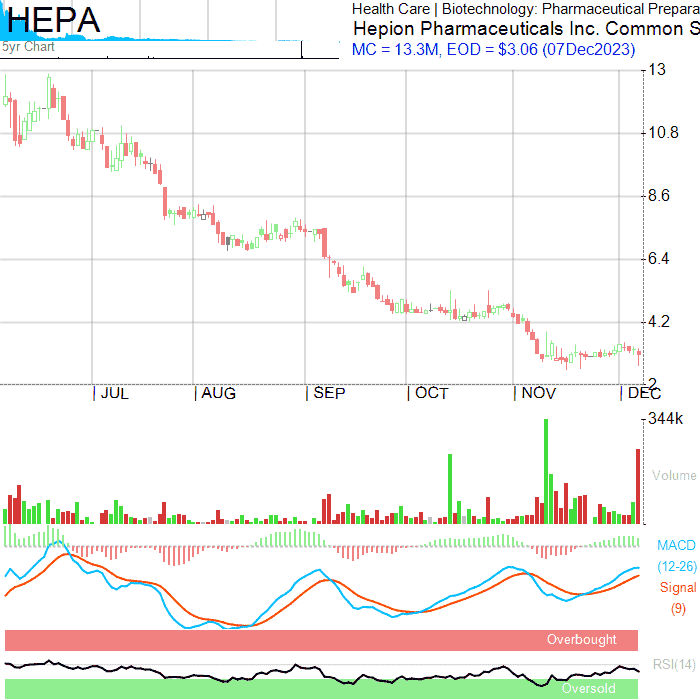 HEPA
5yr Chart
Health Care | Biotechnology: Pharmaceutical Prepara
Hepion Pharmaceuticals Inc. Common S
MC = 13.3M, EOD = $3.06 (07Dec2023)
13
10.8
8.6
6.4
4.2
2
JUL AUG SEP OCT NOV DEC
344k
Volume
MACD
(12-26)
Signal
(9)
Overbought
RSI(14)
Oversold